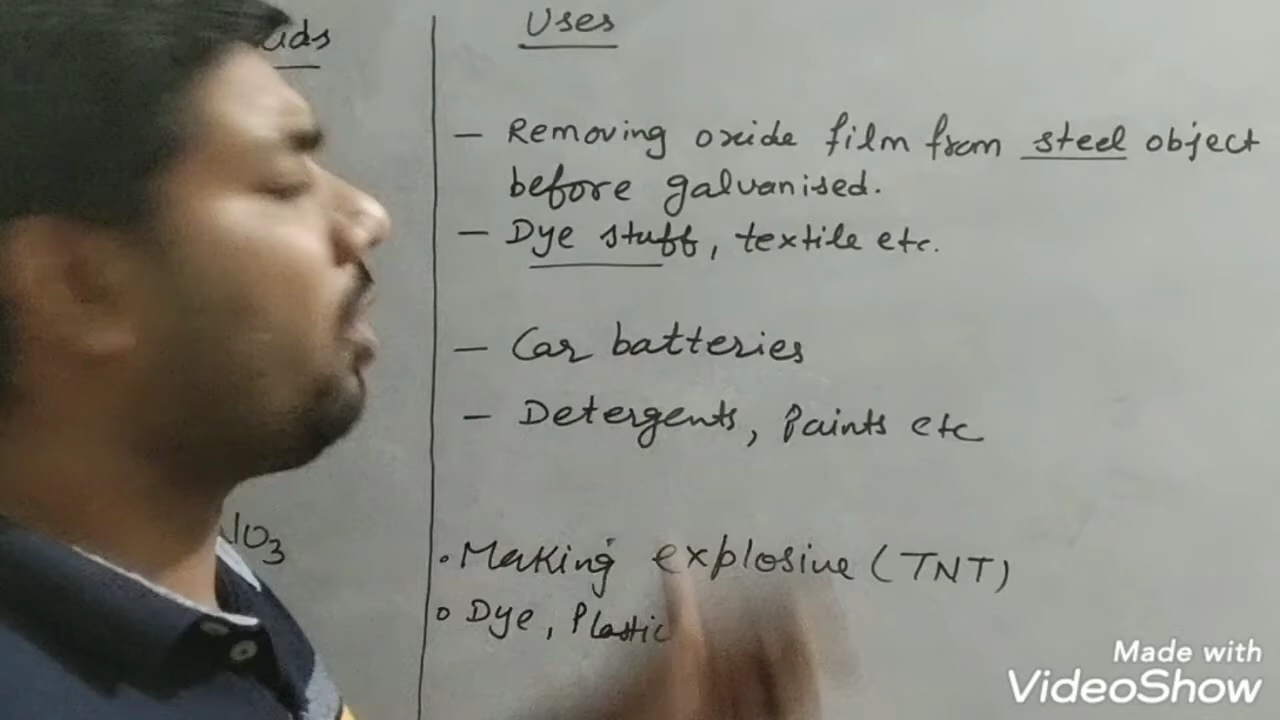 Uses
– Removing oxide film from steel object
before galvanised.
– Dye stuff, textile etc.
– Car batteries
– Detergents, Paints etc
NO3
• Making explosive (TNT)
o Dye, Plastic
Made with
VideoShow